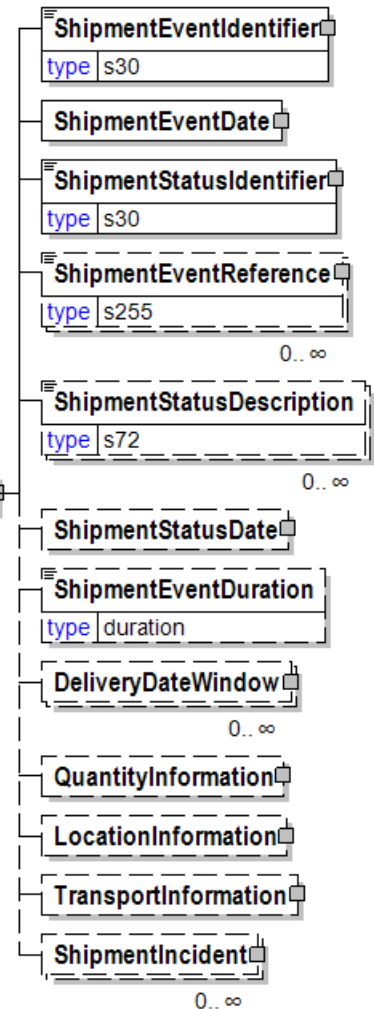 ShipmentEventIdentifier
type s30
ShipmentEventDate
ShipmentStatusIdentifier
type s30
ShipmentEventReference
type s255
0.. ∞
ShipmentStatusDescription
type s72
0.. ∞
ShipmentStatusDate
ShipmentEventDuration
type duration
DeliveryDateWindow
0.. ∞
QuantityInformation
LocationInformation
TransportInformation
ShipmentIncident
0.. ∞